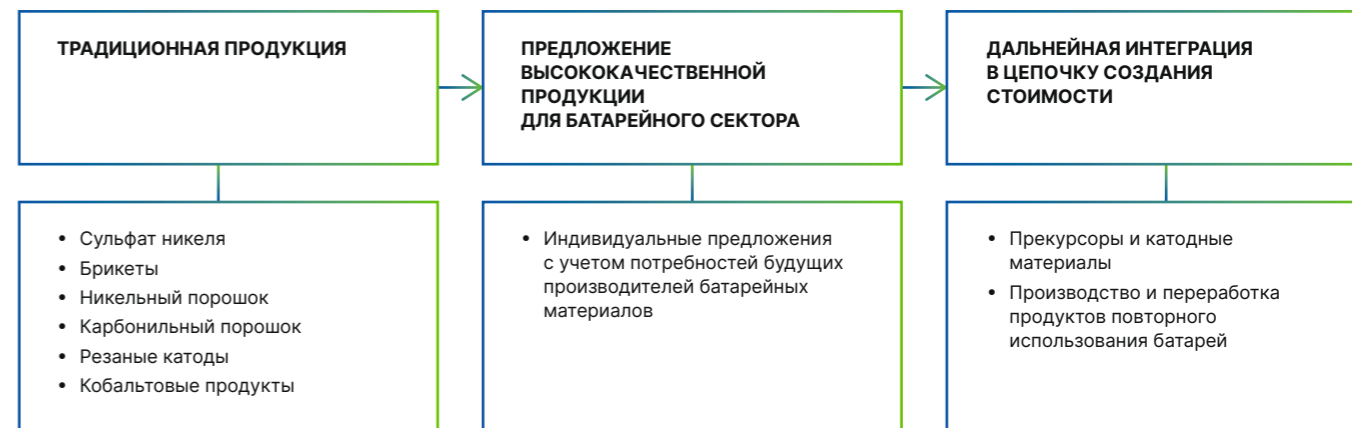 ТРАДИЦИОННАЯ ПРОДУКЦИЯ
ПРЕДЛОЖЕНИЕ
ВЫСОКОКАЧЕСТВЕННОЙ
ПРОДУКЦИИ
ДЛЯ БАТАРЕЙНОГО СЕКТОРА
ДАЛЬНЕЙНАЯ ИНТЕГРАЦИЯ
В ЦЕПОЧКУ СОЗДАНИЯ
СТОИМОСТИ
• Сульфат никеля
• Брикеты
• Никельный порошок
• Карбонильный порошок
• Резаные катоды
• Кобальтовые продукты
• Индивидуальные предложения
с учетом потребностей будущих
производителей батарейных
материалов
• Прекурсоры и катодные
материалы
• Производство и переработка
продуктов повторного
использования батарей